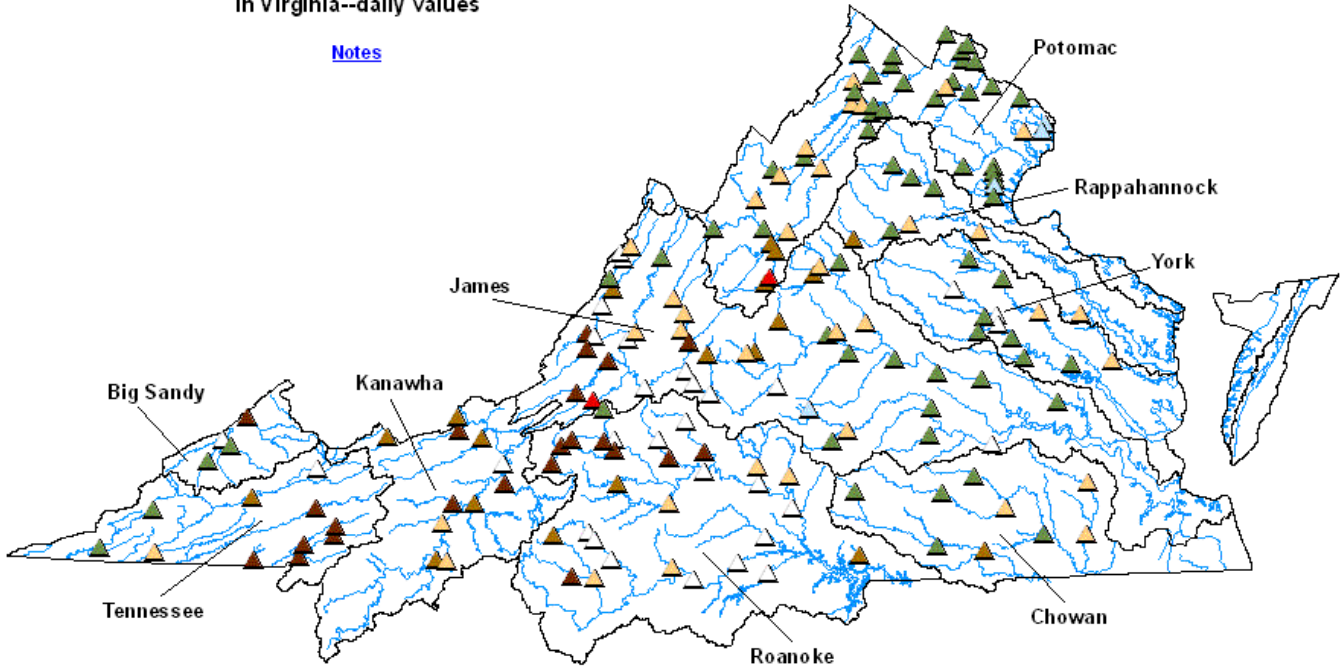 in Virginia--daily values
Notes
Potomac
Rappahannock
York
James
Kanawha
Big Sandy
Tennessee
Chowan
Roanoke